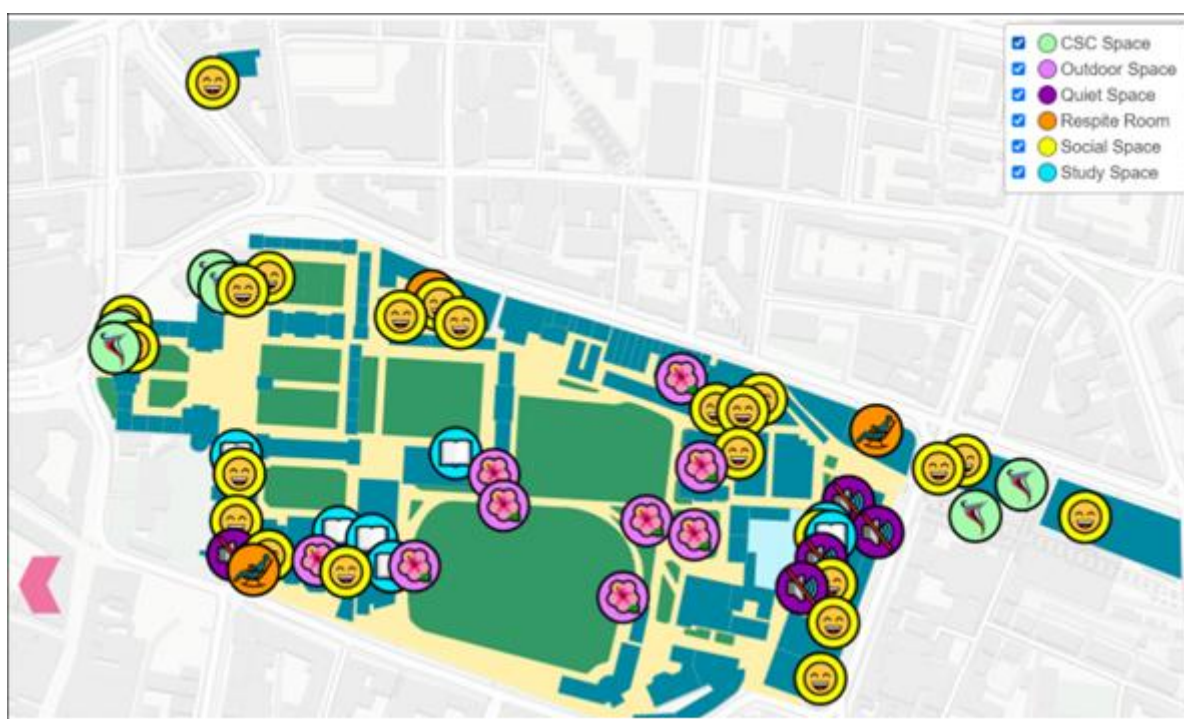 CSC Space
Outdoor Space
Quiet Space
Respite Room
Social Space
Study Space